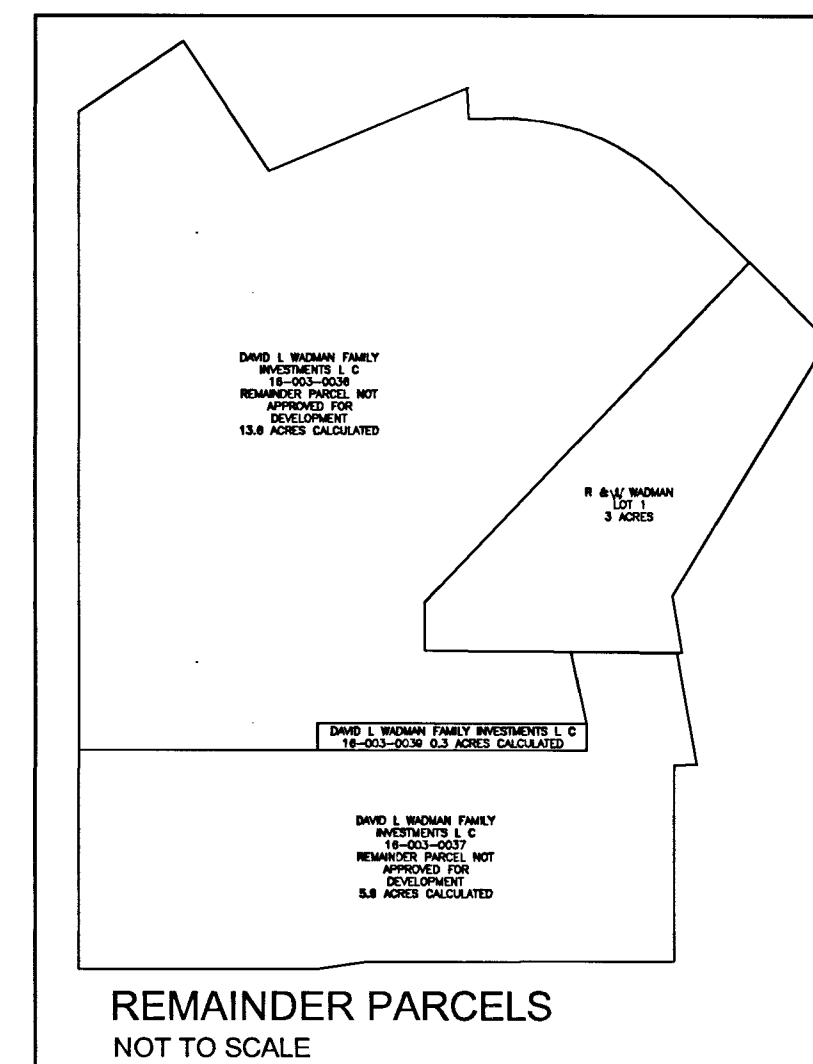 DAVID L WADMAN FAMILY
INVESTMENTS L C
16-003-0036
REMAINDER PARCEL NOT
APPROVED FOR
DEVELOPMENT
13.6 ACRES CALCULATED
R & WADMAN
LOT 1
3 ACRES
DAVID L WADMAN FAMILY INVESTMENTS L C
16-003-0039 0.3 ACRES CALCULATED
DAVID L WADMAN FAMILY
INVESTMENTS L C
16-003-0037
REMAINDER PARCEL NOT
APPROVED FOR
DEVELOPMENT
ACRES CALCULATED
REMAINDER PARCELS
NOT TO SCALE